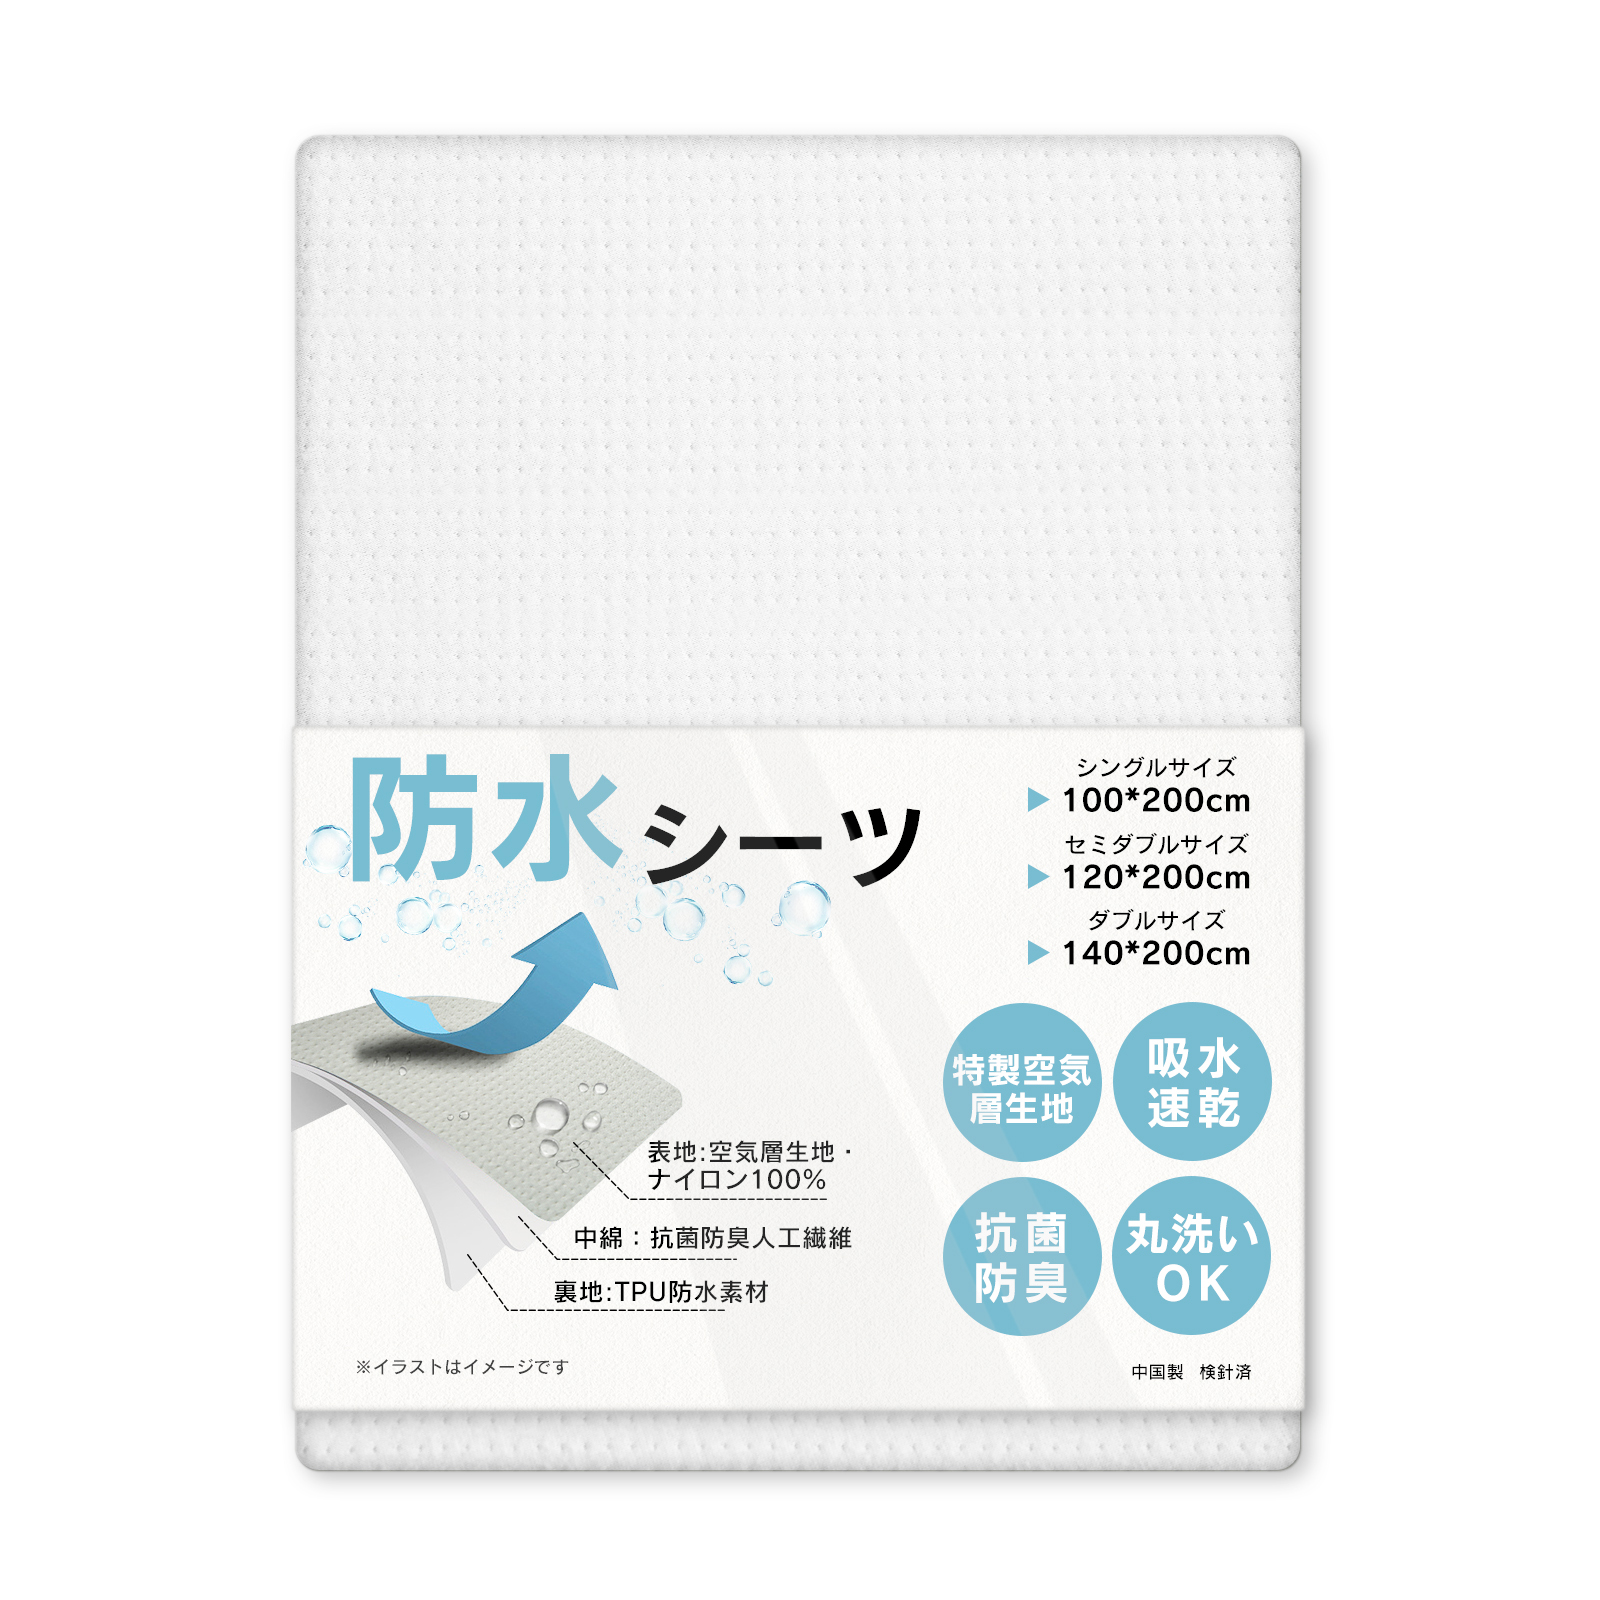 防水シーツ
シングルサイズ
▶ 100*200cm
セミダブルサイズ
▶ 120*200cm
ダブルサイズ
▶ 140*200cm
特製空気
層生地
吸水
速乾
抗菌
防臭
丸洗い
OK
表地:空気層生地・
ナイロン100%
中綿：抗菌防臭人工繊維
裏地:TPU防水素材
※イラストはイメージです
中国製 検針済